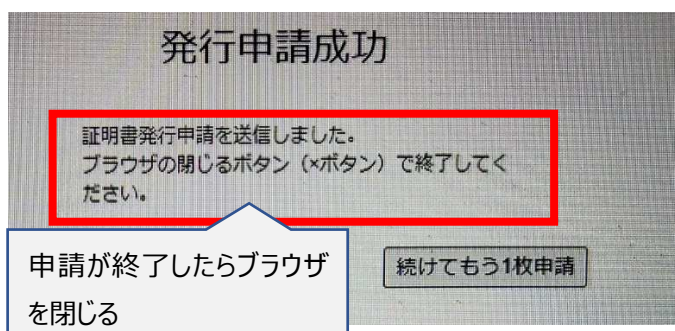 発行申請成功
証明書発行申請を送信しました。
ブラウザの閉じるボタン（×ボタン）で終了してく
ださい。
申請が終了したらブラウザ
を閉じる
続けてもう1枚申請